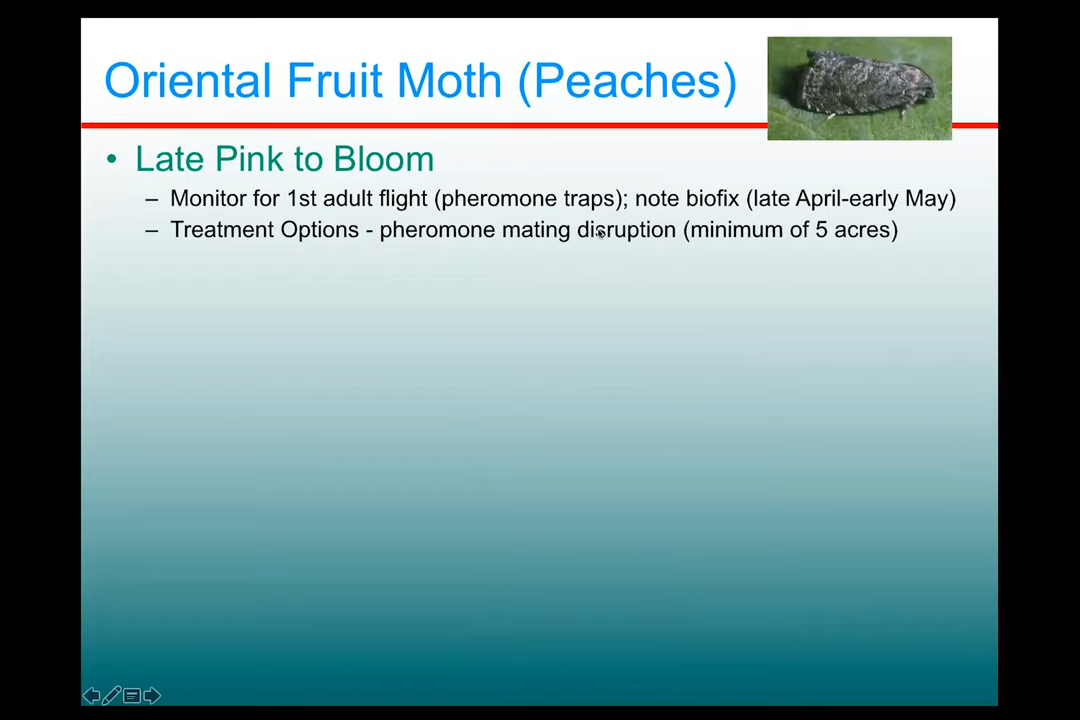 Oriental Fruit Moth (Peaches)
• Late Pink to Bloom
– Monitor for 1st adult flight (pheromone traps); note biofix (late April-early May)
– Treatment Options - pheromone mating disruption (minimum of 5 acres)